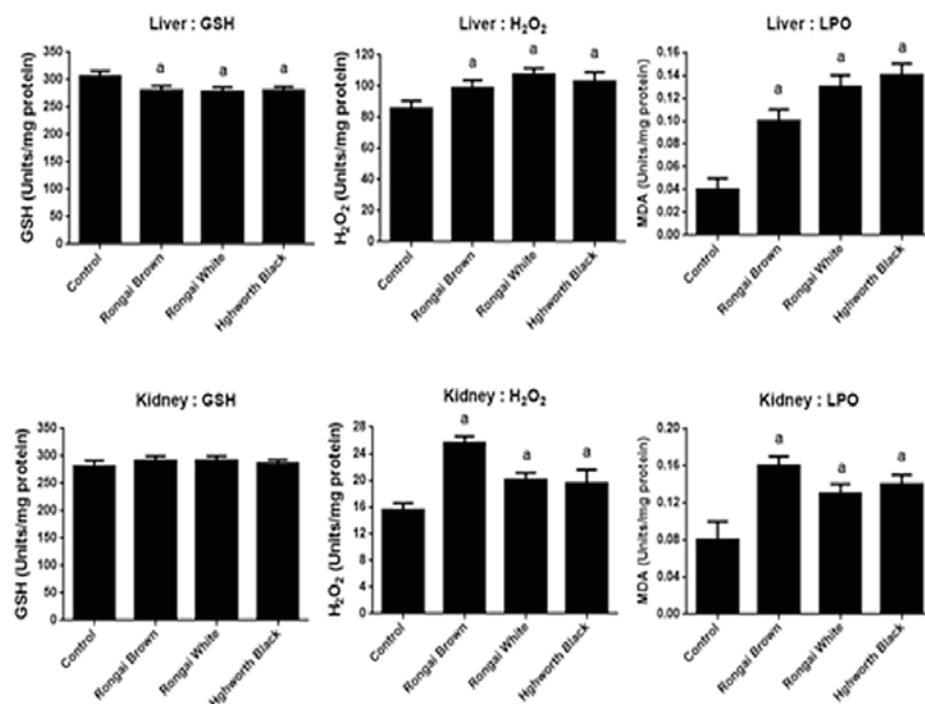 Liver : GSH
GSH (Units/mg protein)
350
300
250
200
150
100
50
0
a
a
a
Control
Rongai Brown
Rongai White
Hghworth Black
Liver : H₂O₂
H₂O₂ (Units/mg protein)
120
100
80
60
40
20
0
a
a
a
Control
Rongai Brown
Rongai White
Hghworth Black
Liver : LPO
MDA (Units/mg protein)
0.16
0.14
0.12
0.10
0.08
0.06
0.04
0.02
0.00
a
a
a
Control
Rongai Brown
Rongai White
Hghworth Black
Kidney : GSH
GSH (Units/mg protein)
350
300
250
200
150
100
50
0
Control
Rongai Brown
Rongai White
Hghworth Black
Kidney : H₂O₂
H₂O₂ (Units/mg protein)
28
24
20
16
12
8
4
0
a
a
a
Control
Rongai Brown
Rongai White
Hghworth Black
Kidney : LPO
MDA (Units/mg protein)
0.20
0.16
0.12
0.08
0.04
0.00
a
a
a
Control
Rongai Brown
Rongai White
Hghworth Black